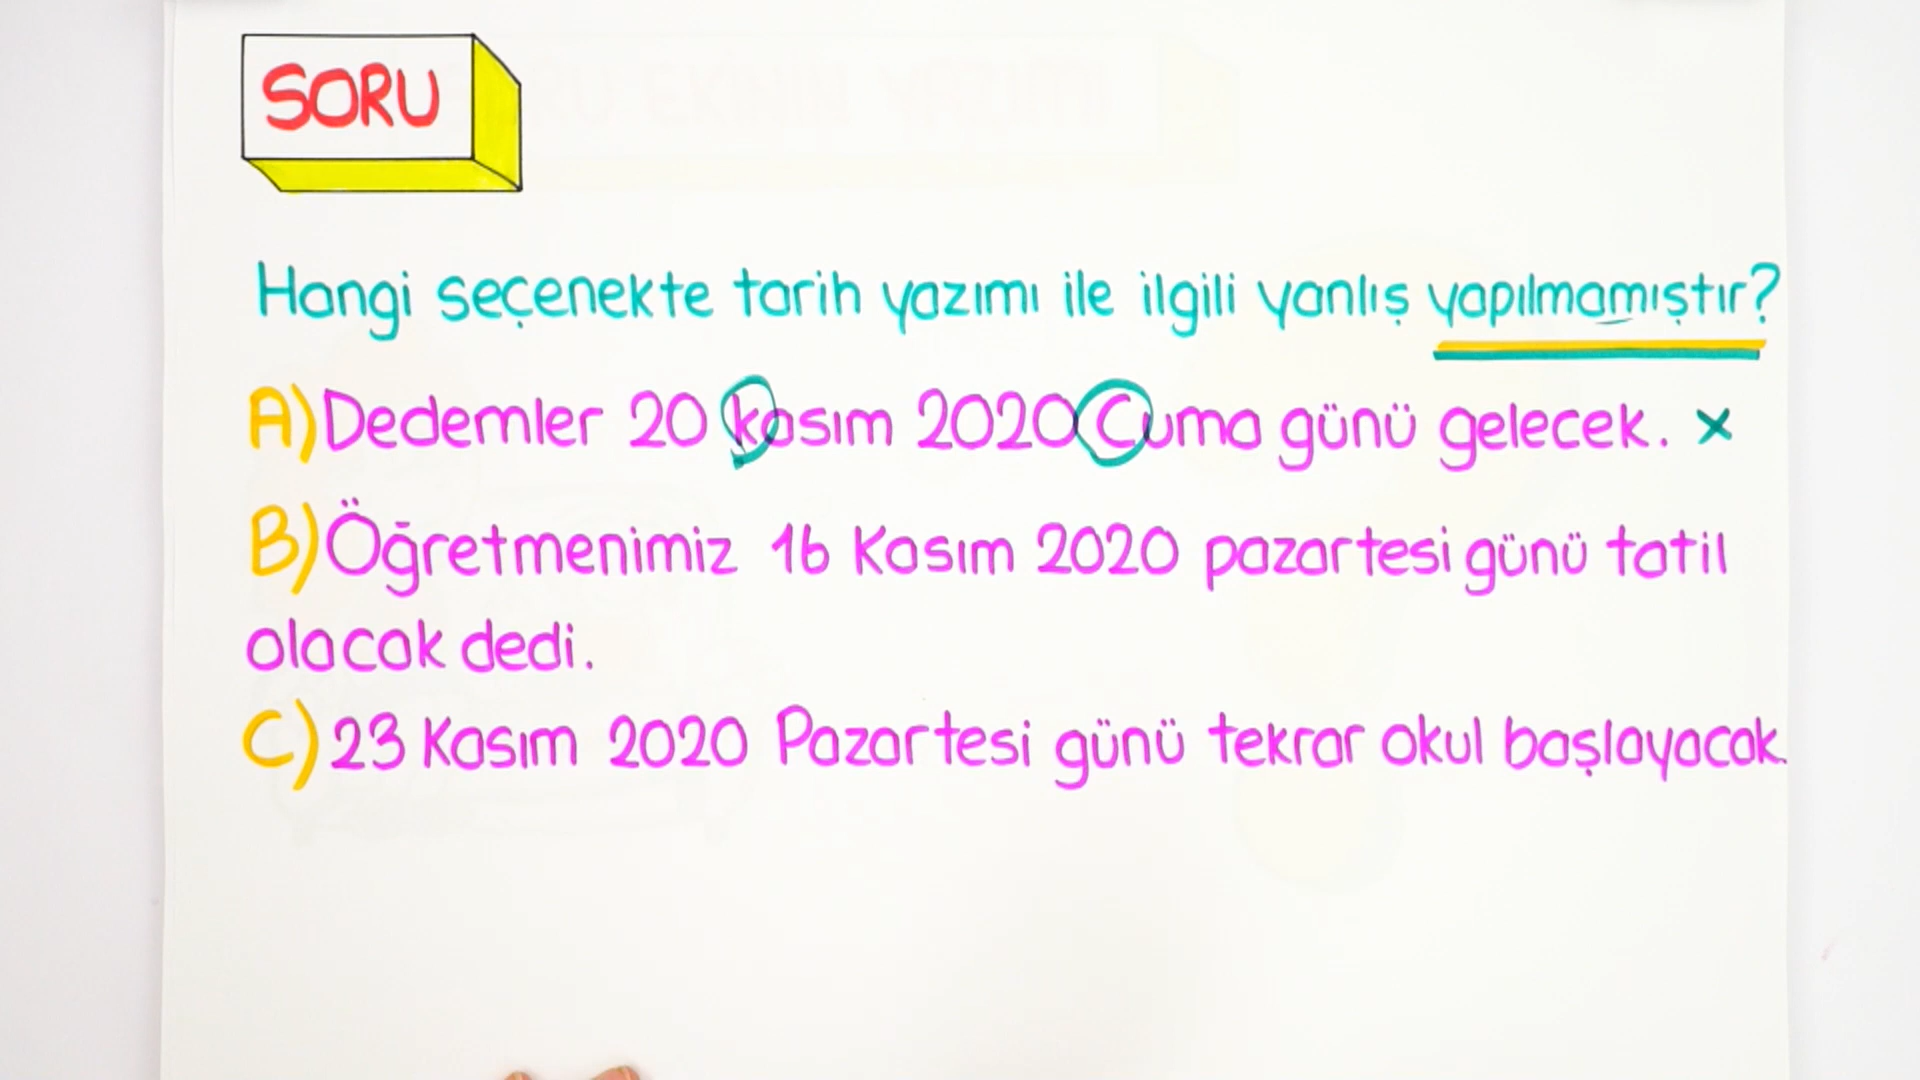 SORU
Hangi seçenekte tarih yazımı ile ilgili yanlış yapılmamıştır?
A) Dedemler 20 kasım 2020 Cuma günü gelecek. x
B) Öğretmenimiz 16 Kasım 2020 pazartesi günü tatil
olacak dedi.
C) 23 Kasım 2020 Pazartesi günü tekrar okul başlayacak.